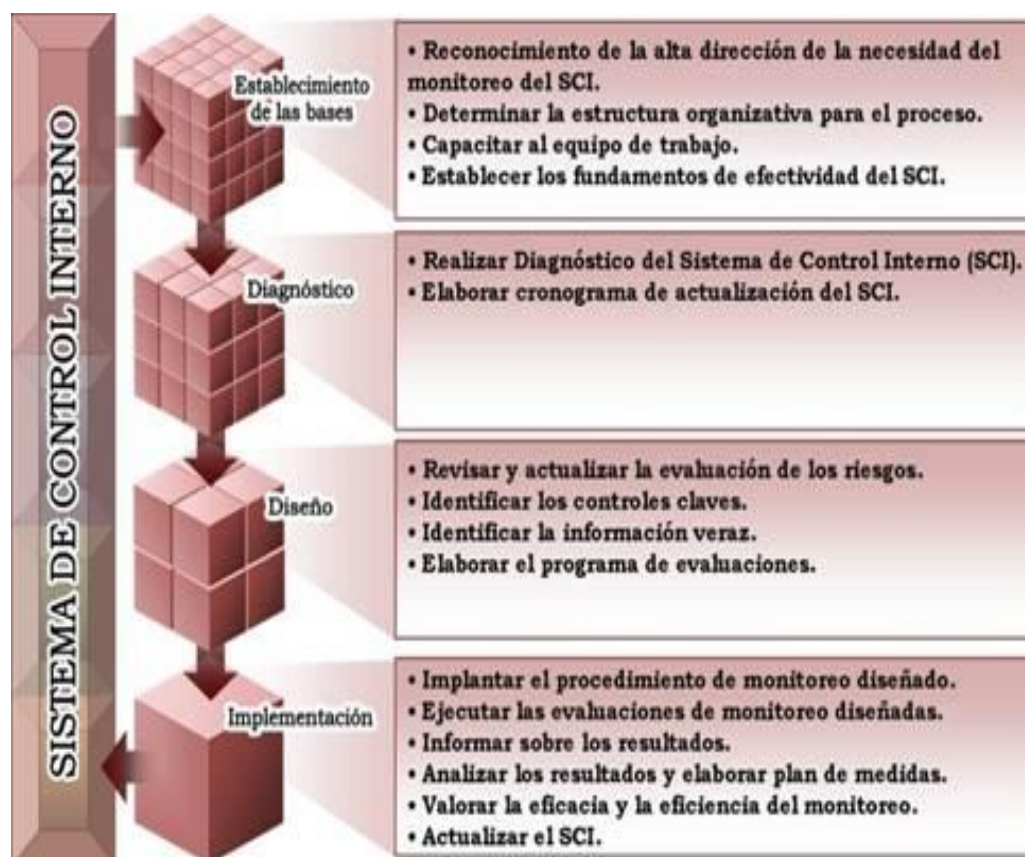 SISTEMA DE CONTROL INTERNO
Establecimiento
de las bases
• Reconocimiento de la alta dirección de la necesidad del
monitoreo del SCI.
• Determinar la estructura organizativa para el proceso.
• Capacitar al equipo de trabajo.
• Establecer los fundamentos de efectividad del SCI.
Diagnóstico
• Realizar Diagnóstico del Sistema de Control Interno (SCI).
• Elaborar cronograma de actualización del SCI.
Diseño
• Revisar y actualizar la evaluación de los riesgos.
• Identificar los controles claves.
• Identificar la información veraz.
• Elaborar el programa de evaluaciones.
Implementación
• Implantar el procedimiento de monitoreo diseñado.
• Ejecutar las evaluaciones de monitoreo diseñadas.
• Informar sobre los resultados.
• Analizar los resultados y elaborar plan de medidas.
• Valorar la eficacia y la eficiencia del monitoreo.
• Actualizar el SCI.